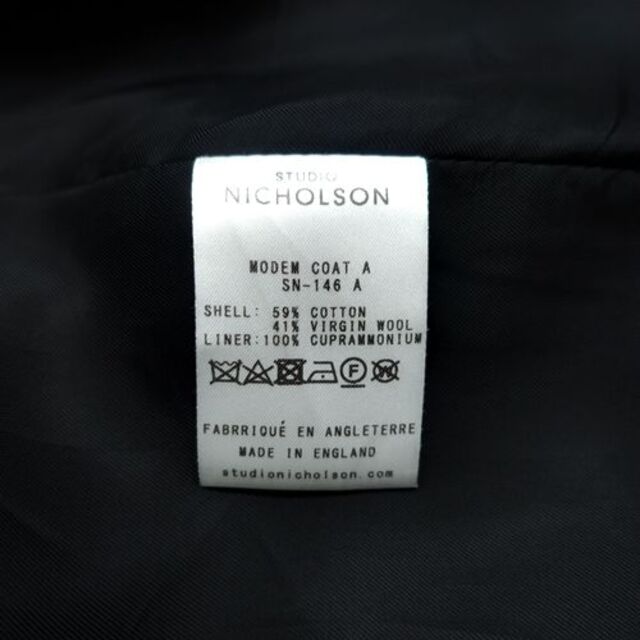 STUDIO
NICHOLSON
MODEM COAT A
SN-146 A
SHELL: 59% COTTON
41% VIRGIN WOOL
LINER:100% CUPRAMMONIUM
FABRRIQUÉ EN ANGLETERRE
MADE IN ENGLAND
studionicholson.com